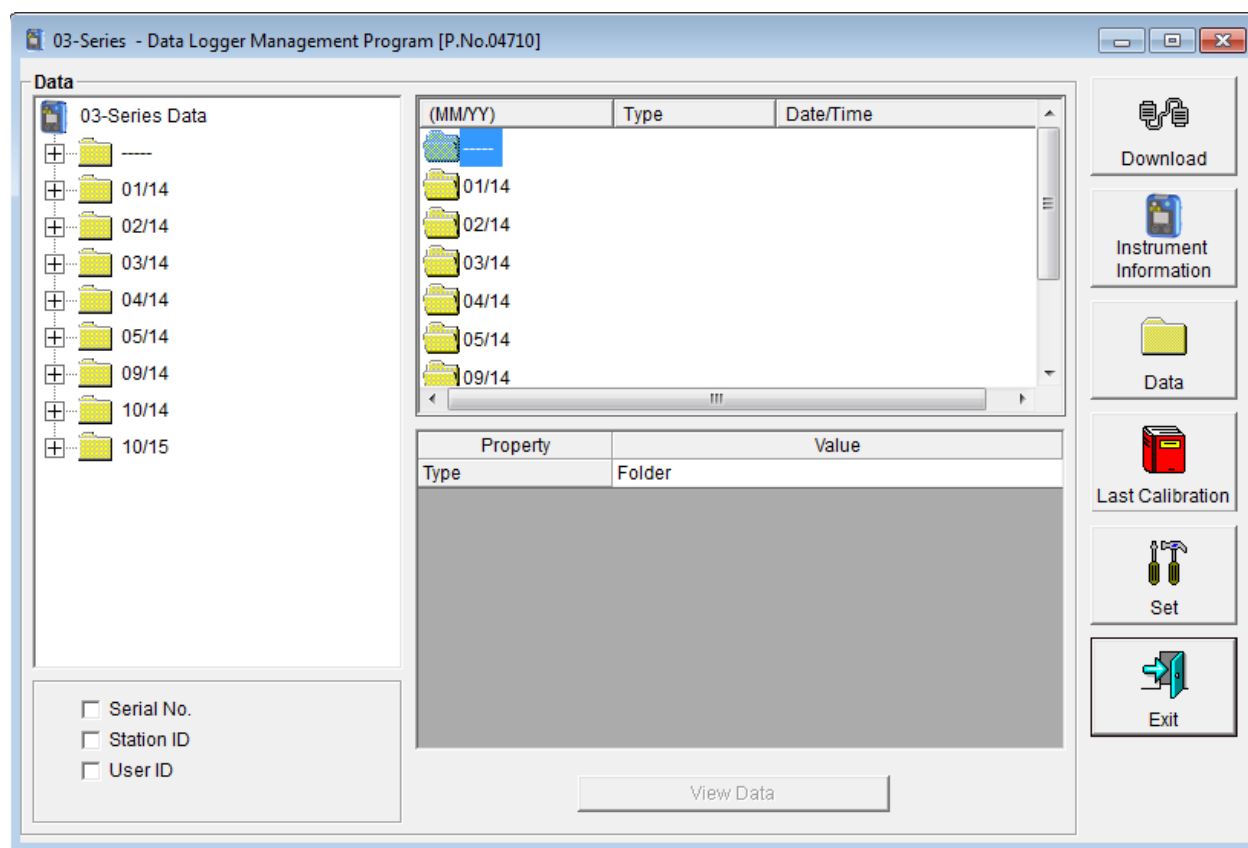 03-Series - Data Logger Management Program [P.No.04710]
Data
03-Series Data
-----
01/14
02/14
03/14
04/14
05/14
09/14
10/14
10/15
Serial No.
Station ID
User ID
(MM/YY) Type Date/Time
-----
01/14
02/14
03/14
04/14
05/14
09/14
Property Value
Type Folder
View Data
Download
Instrument
Information
Data
Last Calibration
Set
Exit